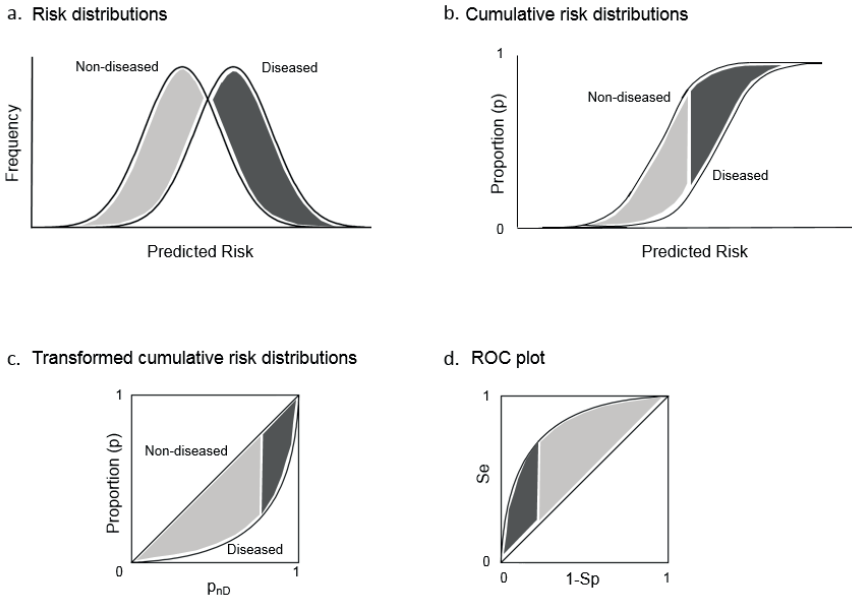 a. Risk distributions
Non-diseased
Diseased
Frequency
Predicted Risk
b. Cumulative risk distributions
1
Non-diseased
Proportion (p)
Diseased
0
Predicted Risk
c. Transformed cumulative risk distributions
1
Non-diseased
Proportion (p)
Diseased
0
1
pnD
d. ROC plot
1
Se
0
0
1-Sp
1